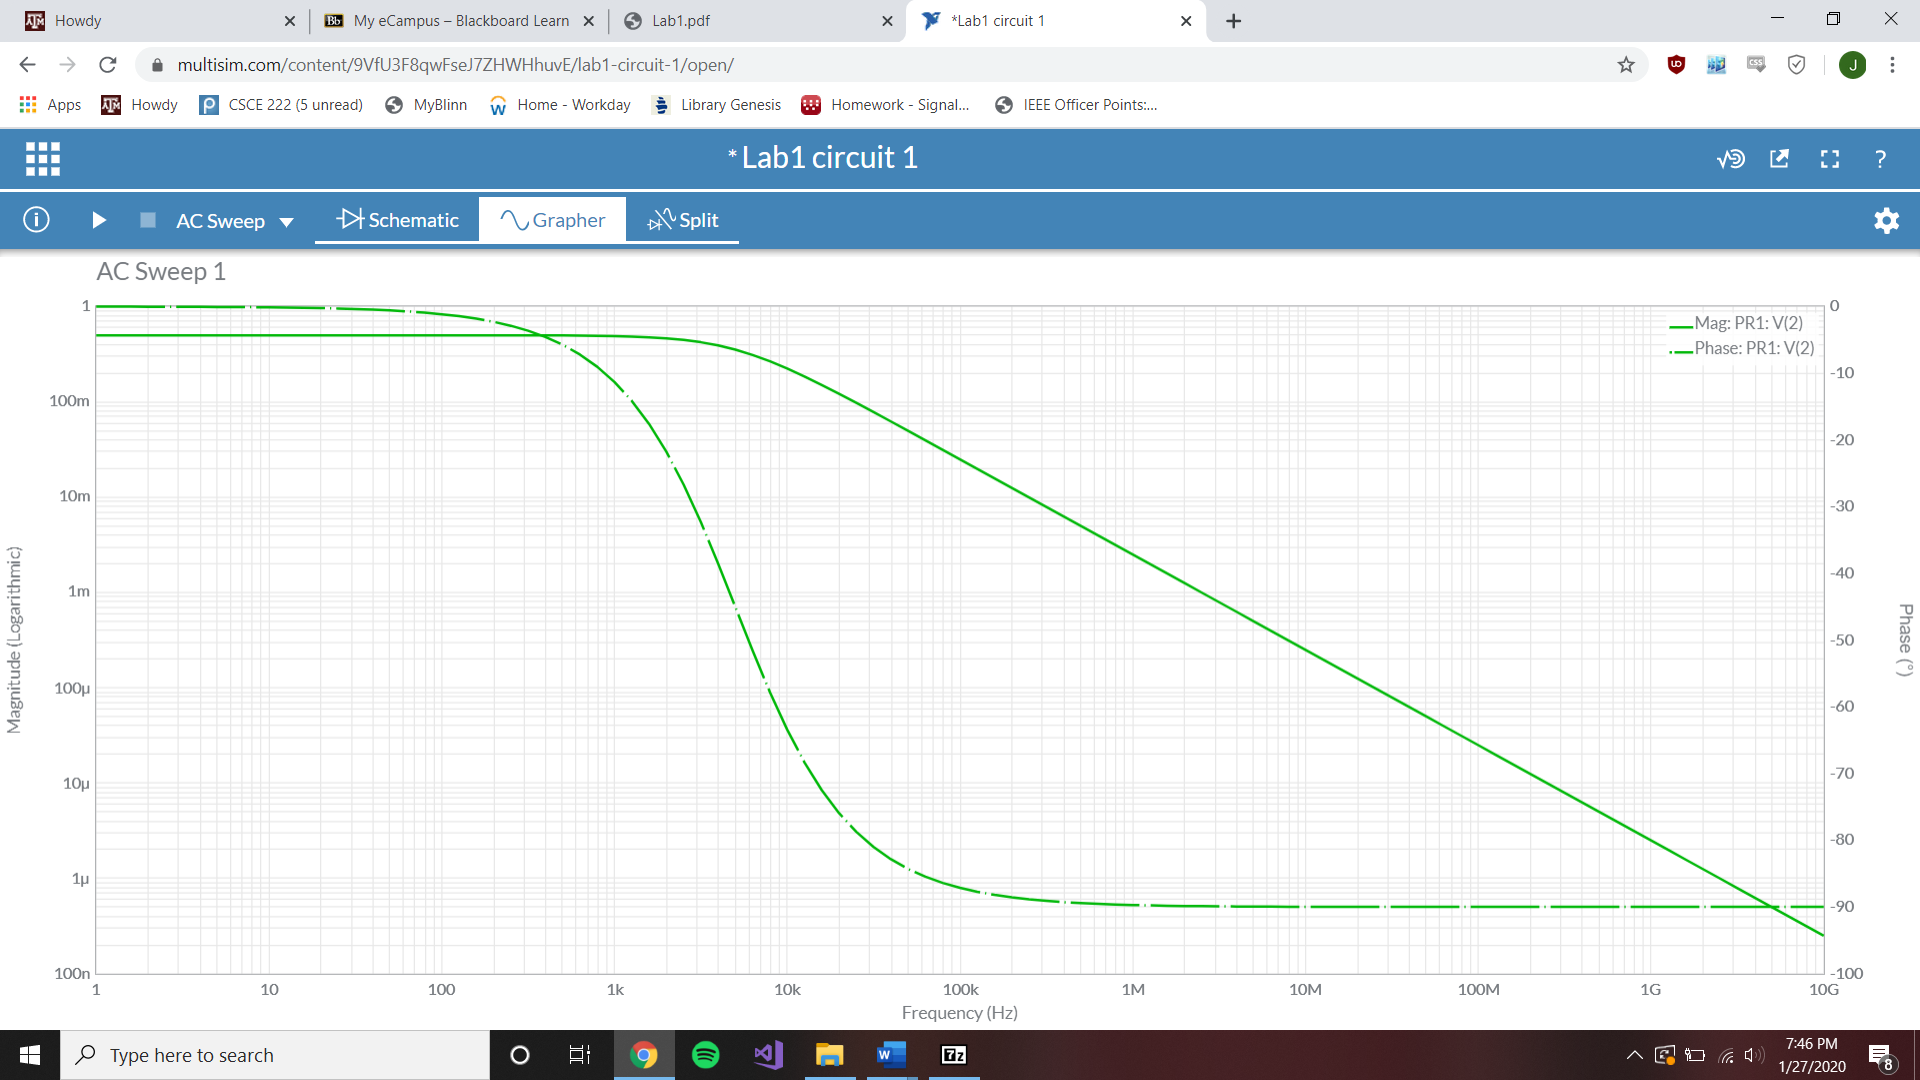 Howdy
My eCampus – Blackboard Learn
Lab1.pdf
*Lab1 circuit 1
multisim.com/content/9VfU3F8qwFseJ7ZHWHhuvE/lab1-circuit-1/open/
J
Apps
Howdy
CSCE 222 (5 unread)
MyBlinn
Home - Workday
Library Genesis
Homework - Signal...
IEEE Officer Points:...
* Lab1 circuit 1
?
AC Sweep
Schematic
Grapher
Split
AC Sweep 1
Mag: PR1: V(2)
Phase: PR1: V(2)
Magnitude (Logarithmic)
1
100m
10m
1m
100µ
10µ
1µ
100n
0
-10
-20
-30
-40
-50
-60
-70
-80
-90
-100
Phase (°)
1 10 100 1k 10k 100k 1M 10M 100M 1G 10G
Frequency (Hz)
Type here to search
7:46 PM
1/27/2020
8